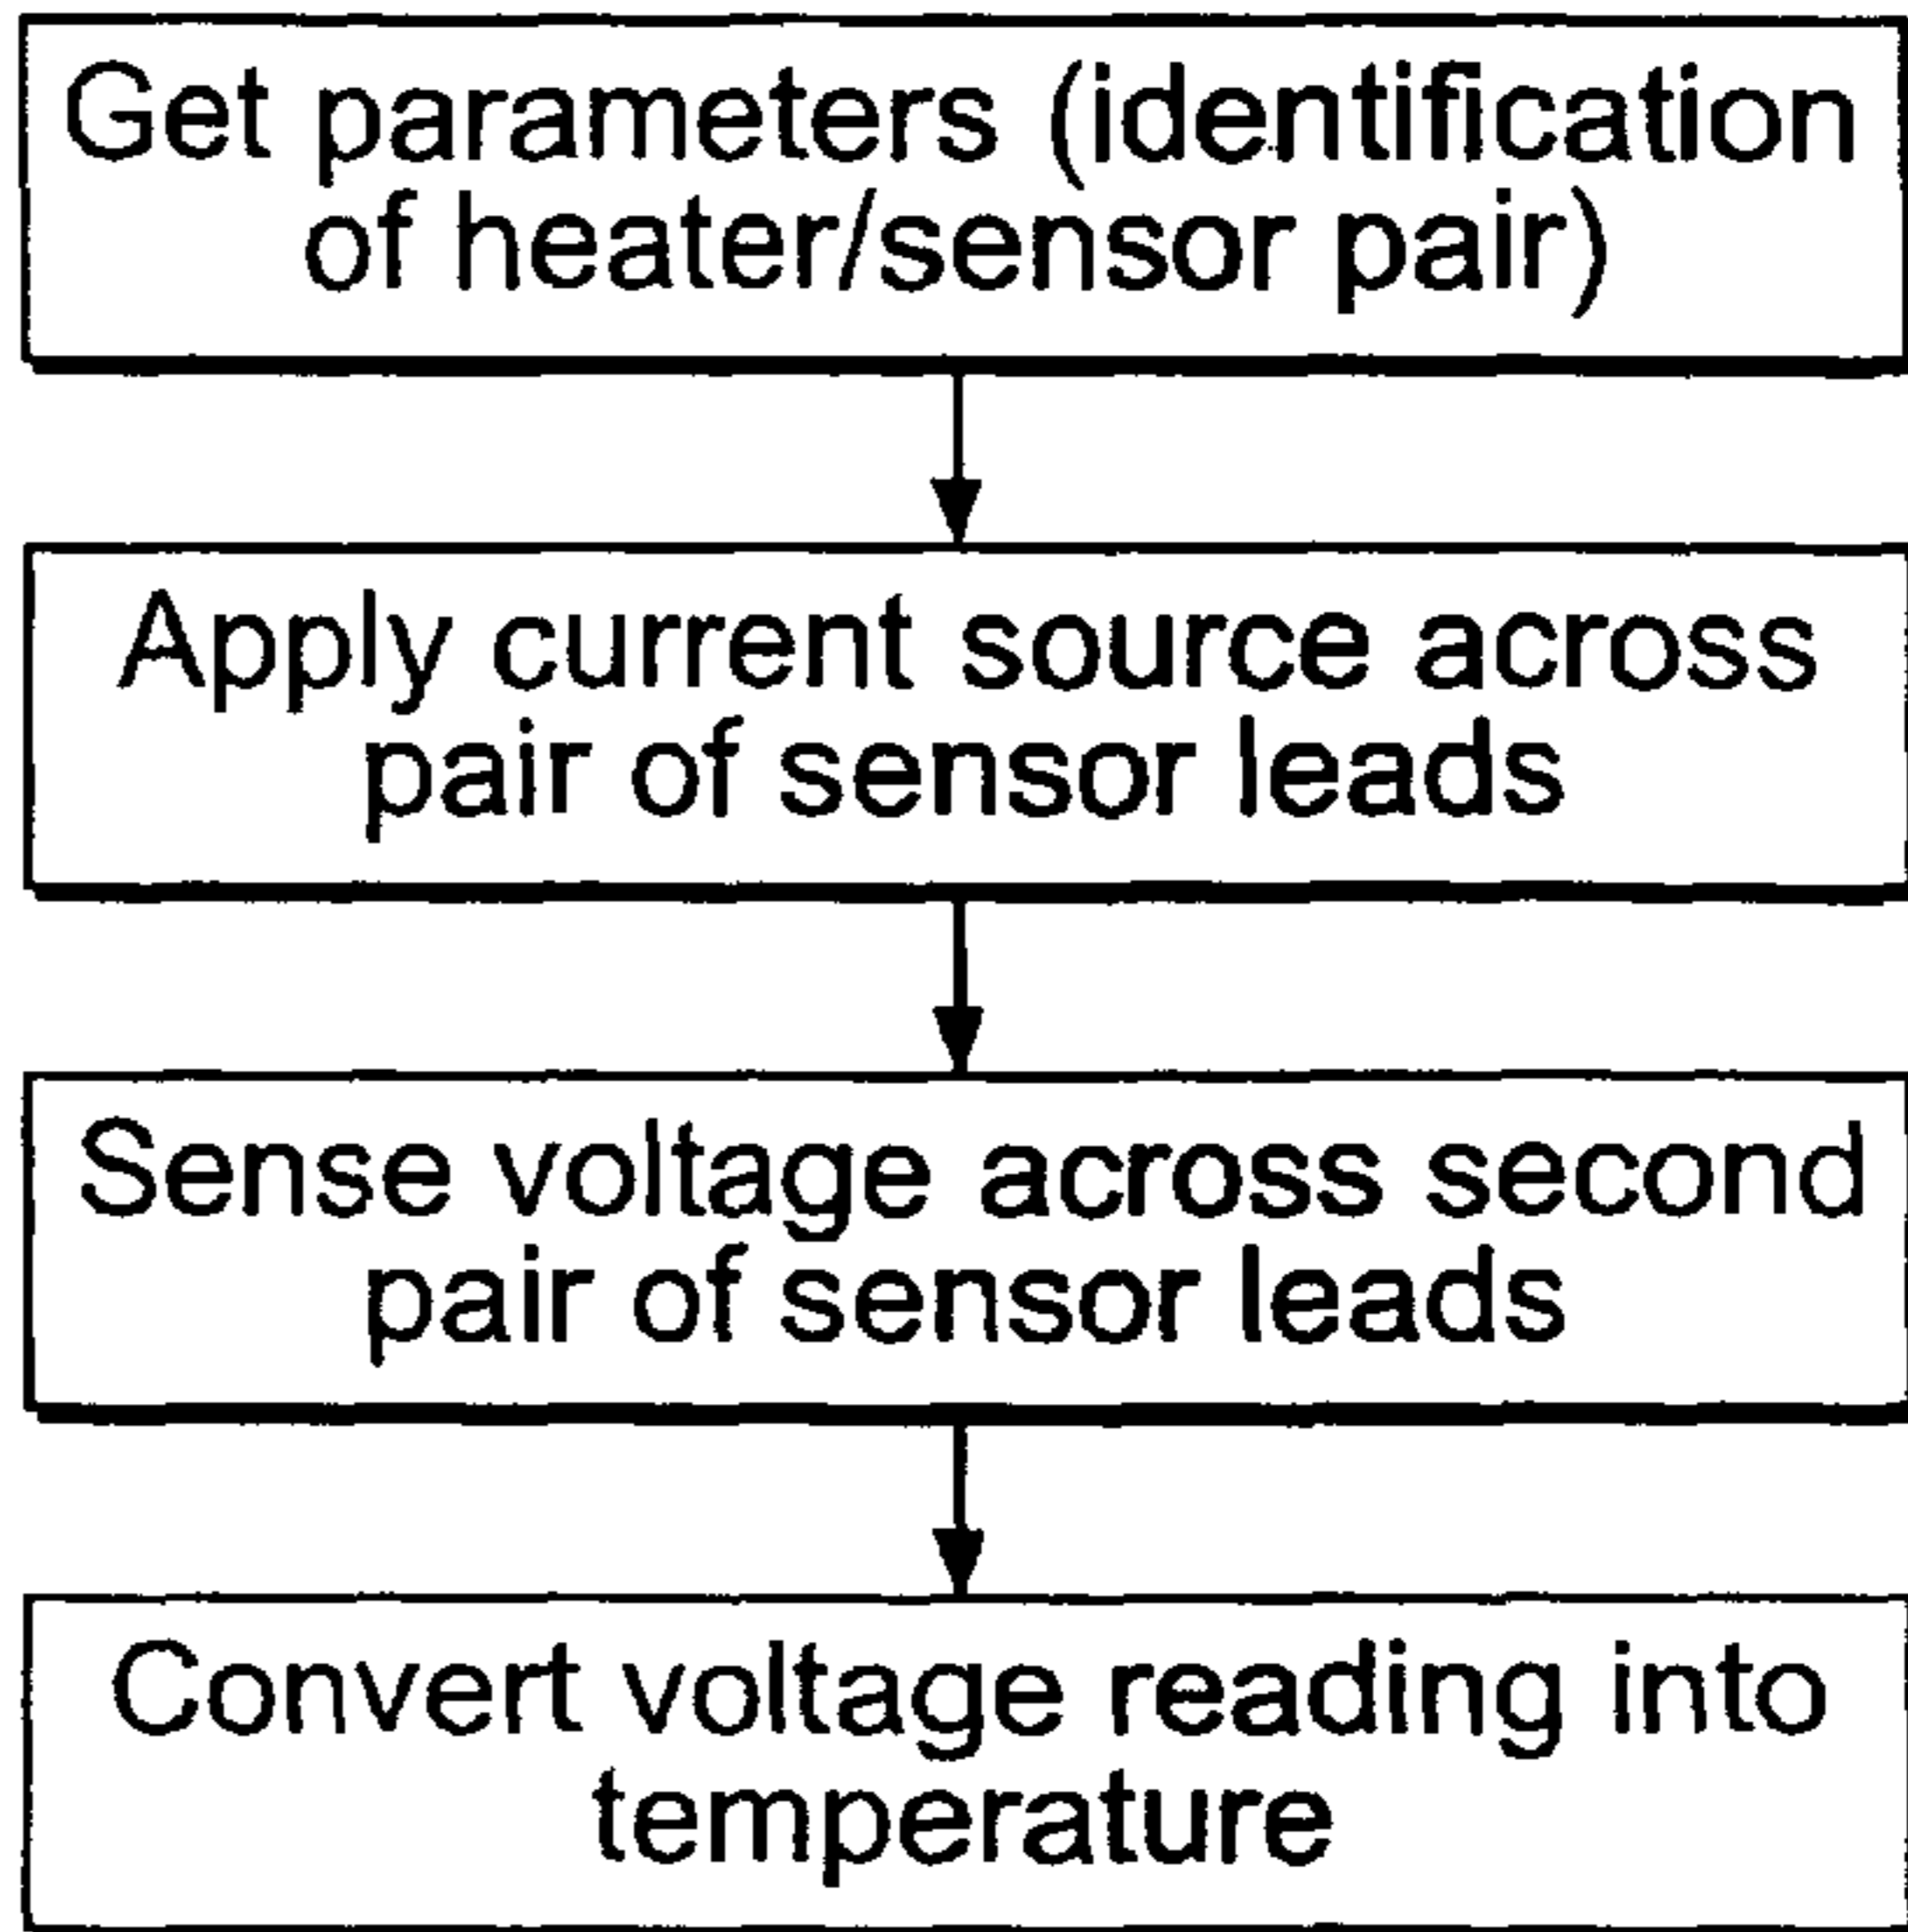 Get parameters (identification
of heater/sensor pair)
Apply current source across
pair of sensor leads
Sense voltage across second
pair of sensor leads
Convert voltage reading into
temperature